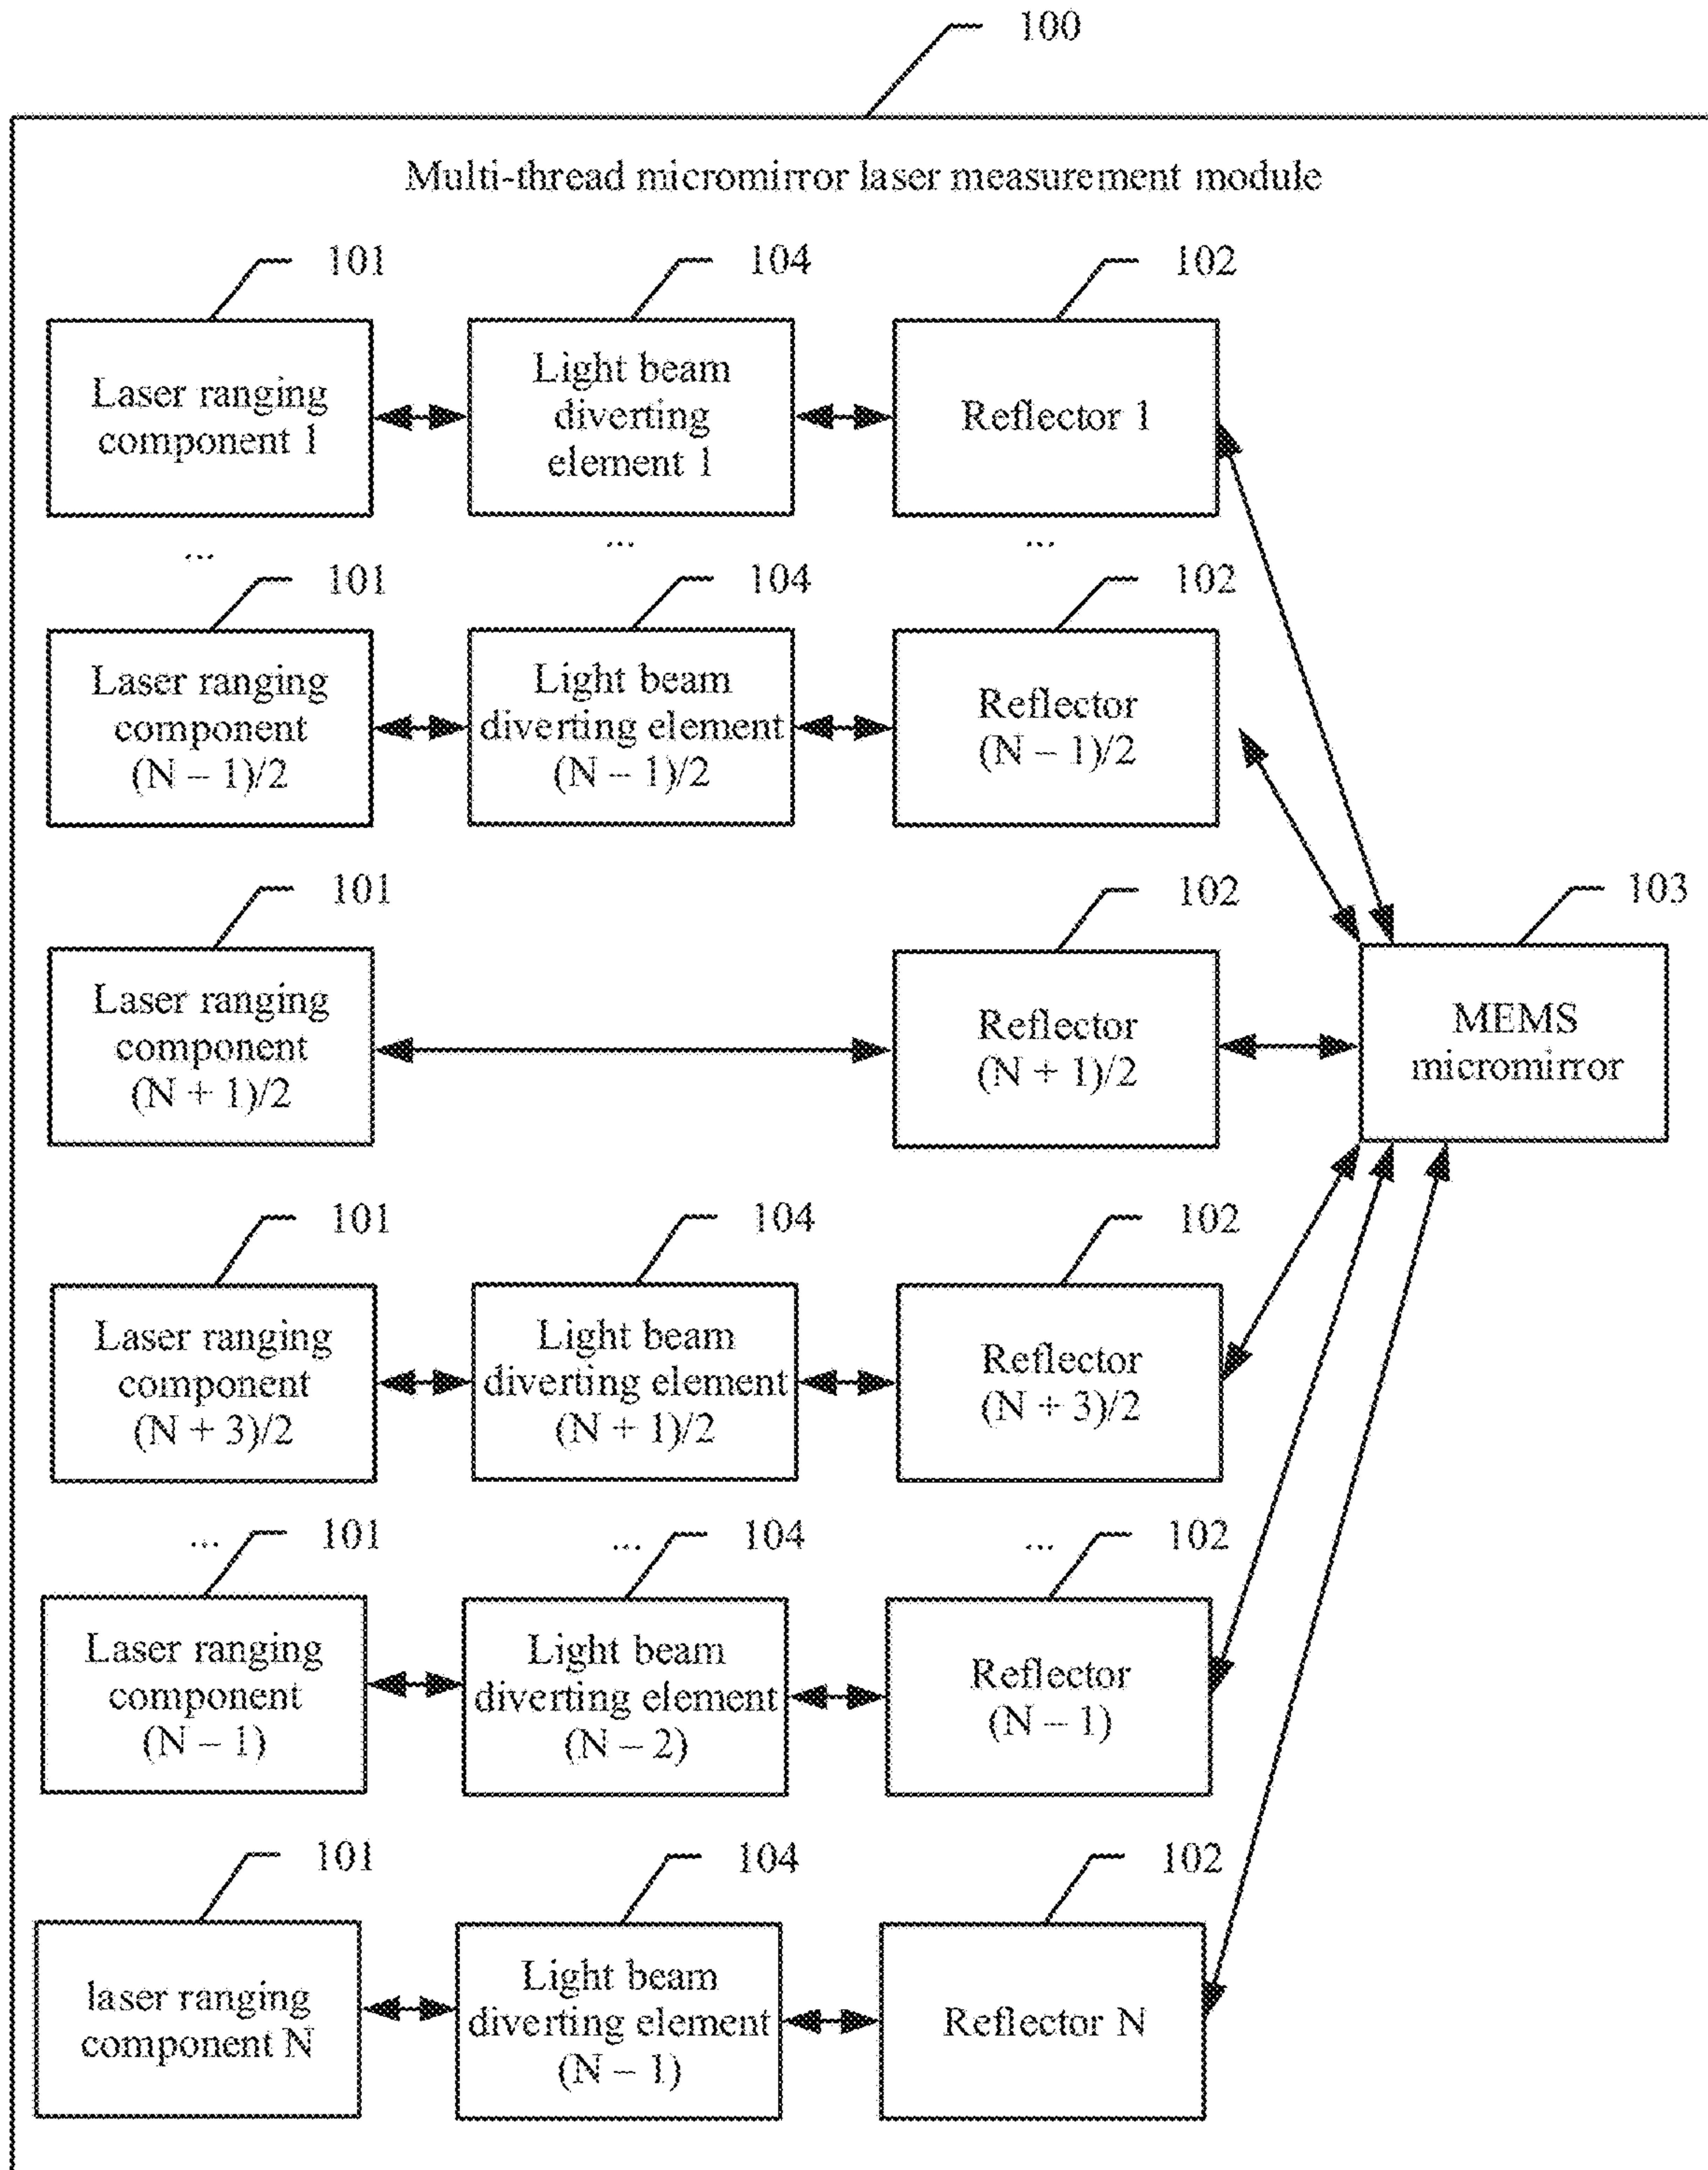 100
Multi-thread micromirror laser measurement module
101
104
102
Laser ranging
component 1
Light beam
diverting
element 1
Reflector 1
...
...
...
101
104
102
Laser ranging
component
(N – 1)/2
Light beam
diverting element
(N – 1)/2
Reflector
(N – 1)/2
101
102
103
Laser ranging
component
(N + 1)/2
Reflector
(N + 1)/2
MEMS
micromirror
101
104
102
Laser ranging
component
(N + 3)/2
Light beam
diverting element
(N + 1)/2
Reflector
(N + 3)/2
...
101
...
104
...
102
Laser ranging
component
(N – 1)
Light beam
diverting element
(N – 2)
Reflector
(N – 1)
101
104
102
laser ranging
component N
Light beam
diverting element
(N – 1)
Reflector N